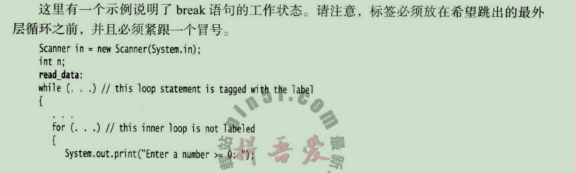 这里有一个示例说明了 break 语句的工作状态。请注意，标签必须放在希望跳出的最外
层循环之前，并且必须紧跟一个冒号。
Scanner in = new Scanner(System.in);
int n;
read_data:
while (. . .) // this loop statement is tagged with the label
{
. . .
for (. . .) // this inner loop is not labeled
{
System.out.print("Enter a number >= 0: ");